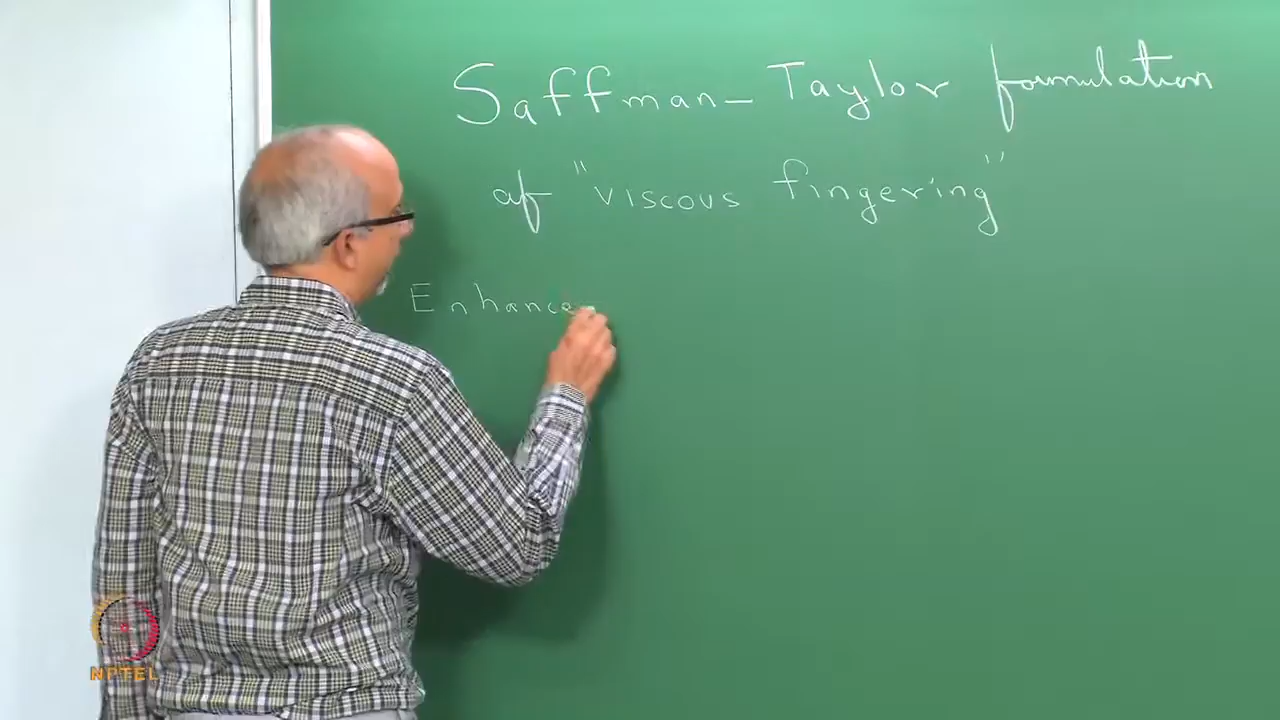 Saffman - Taylor formulation
of "viscous fingering"
Enhance
NPTEL